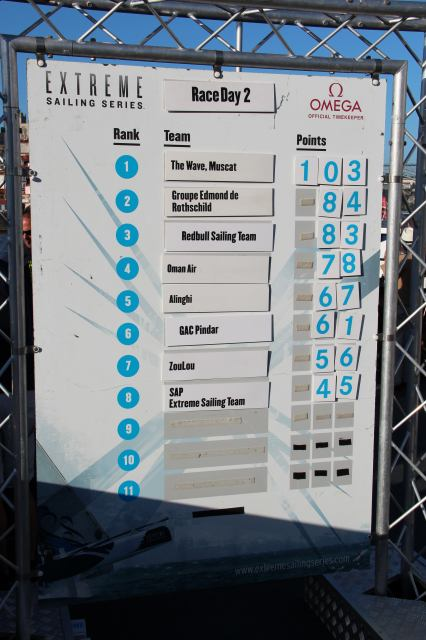 EXTREME
SAILING SERIES
Race Day 2
OMEGA
OFFICIAL TIMEKEEPER
Rank Team Points
1 The Wave, Muscat 103
2 Groupe Edmond de
Rothschild 84
3 Redbull Sailing Team 83
4 Oman Air 78
5 Alinghi 67
6 GAC Pindar 61
7 ZouLou 56
8 SAP
Extreme Sailing Team 45
9
10
11
www.extremesailingseries.com